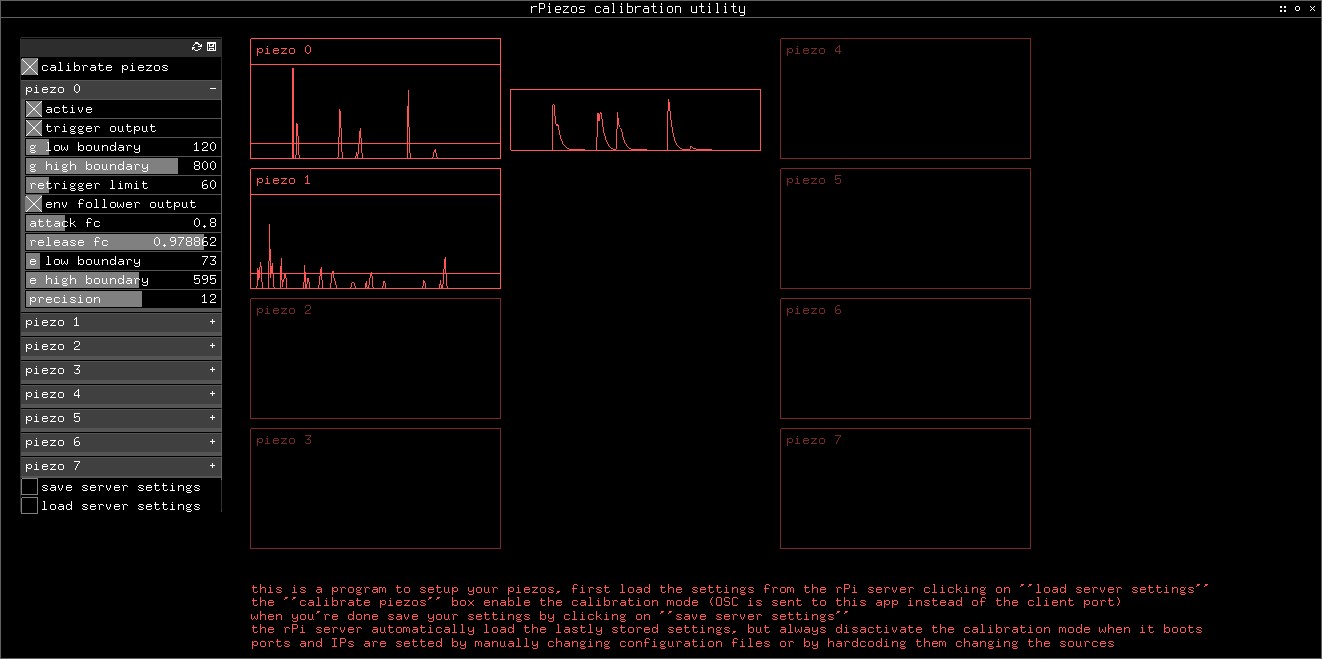 rPiezos calibration utility
calibrate piezos
piezo 0 -
active
trigger output
g low boundary 120
g high boundary 800
retrigger limit 60
env follower output
attack fc 0.8
release fc 0.978862
e low boundary 73
e high boundary 595
precision 12
piezo 1 +
piezo 2 +
piezo 3 +
piezo 4 +
piezo 5 +
piezo 6 +
piezo 7 +
save server settings
load server settings
piezo 0
piezo 1
piezo 2
piezo 3
piezo 4
piezo 5
piezo 6
piezo 7
this is a program to setup your piezos, first load the settings from the rPi server clicking on ´´load server settings´´
the ´´calibrate piezos´´ box enable the calibration mode (OSC is sent to this app instead of the client port)
when you´re done save your settings by clicking on ´´save server settings´´
the rPi server automatically load the lastly stored settings, but always disactivate the calibration mode when it boots
ports and IPs are setted by manually changing configuration files or by hardcoding them changing the sources